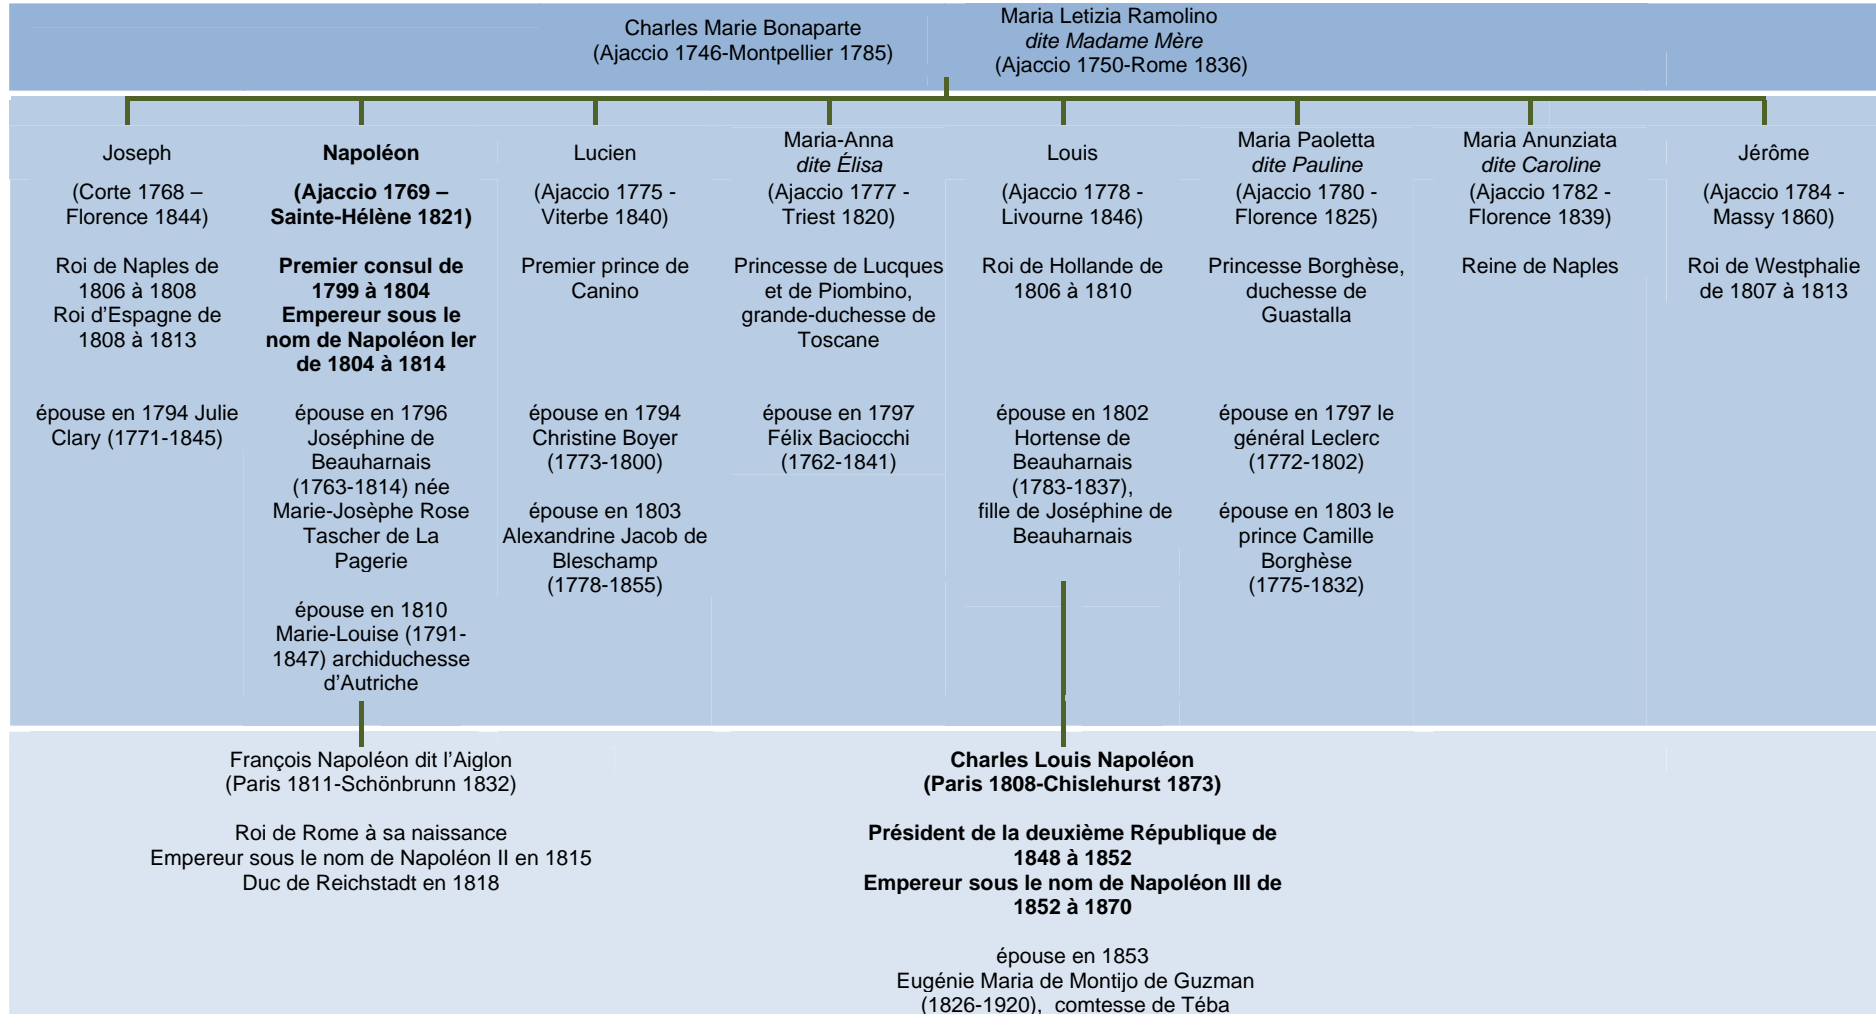 Charles Marie Bonaparte
(Ajaccio 1746-Montpellier 1785)
Maria Letizia Ramolino
dite Madame Mère
(Ajaccio 1750-Rome 1836)
Joseph
(Corte 1768 –
Florence 1844)
Roi de Naples de
1806 à 1808
Roi d'Espagne de
1808 à 1813
épouse en 1794 Julie
Clary (1771-1845)
Napoléon
(Ajaccio 1769 –
Sainte-Hélène 1821)
Premier consul de
1799 à 1804
Empereur sous le
nom de Napoléon Ier
de 1804 à 1814
épouse en 1796
Joséphine de
Beauharnais
(1763-1814) née
Marie-Josèphe Rose
Tascher de La
Pagerie
épouse en 1810
Marie-Louise (1791-
1847) archiduchesse
d'Autriche
Lucien
(Ajaccio 1775 -
Viterbe 1840)
Premier prince de
Canino
épouse en 1794
Christine Boyer
(1773-1800)
épouse en 1803
Alexandrine Jacob de
Bleschamp
(1778-1855)
Maria-Anna
dite Élisa
(Ajaccio 1777 -
Triest 1820)
Princesse de Lucques
et de Piombino,
grande-duchesse de
Toscane
épouse en 1797
Félix Baciocchi
(1762-1841)
Louis
(Ajaccio 1778 -
Livourne 1846)
Roi de Hollande de
1806 à 1810
épouse en 1802
Hortense de
Beauharnais
(1783-1837),
fille de Joséphine de
Beauharnais
Maria Paoletta
dite Pauline
(Ajaccio 1780 -
Florence 1825)
Princesse Borghèse,
duchesse de
Guastalla
épouse en 1797 le
général Leclerc
(1772-1802)
épouse en 1803 le
prince Camille
Borghèse
(1775-1832)
Maria Anunziata
dite Caroline
(Ajaccio 1782 -
Florence 1839)
Reine de Naples
Jérôme
(Ajaccio 1784 -
Massy 1860)
Roi de Westphalie
de 1807 à 1813
François Napoléon dit l'Aiglon
(Paris 1811-Schönbrunn 1832)
Roi de Rome à sa naissance
Empereur sous le nom de Napoléon II en 1815
Duc de Reichstadt en 1818
Charles Louis Napoléon
(Paris 1808-Chislehurst 1873)
Président de la deuxième République de
1848 à 1852
Empereur sous le nom de Napoléon III de
1852 à 1870
épouse en 1853
Eugénie Maria de Montijo de Guzman
(1826-1920), comtesse de Téba